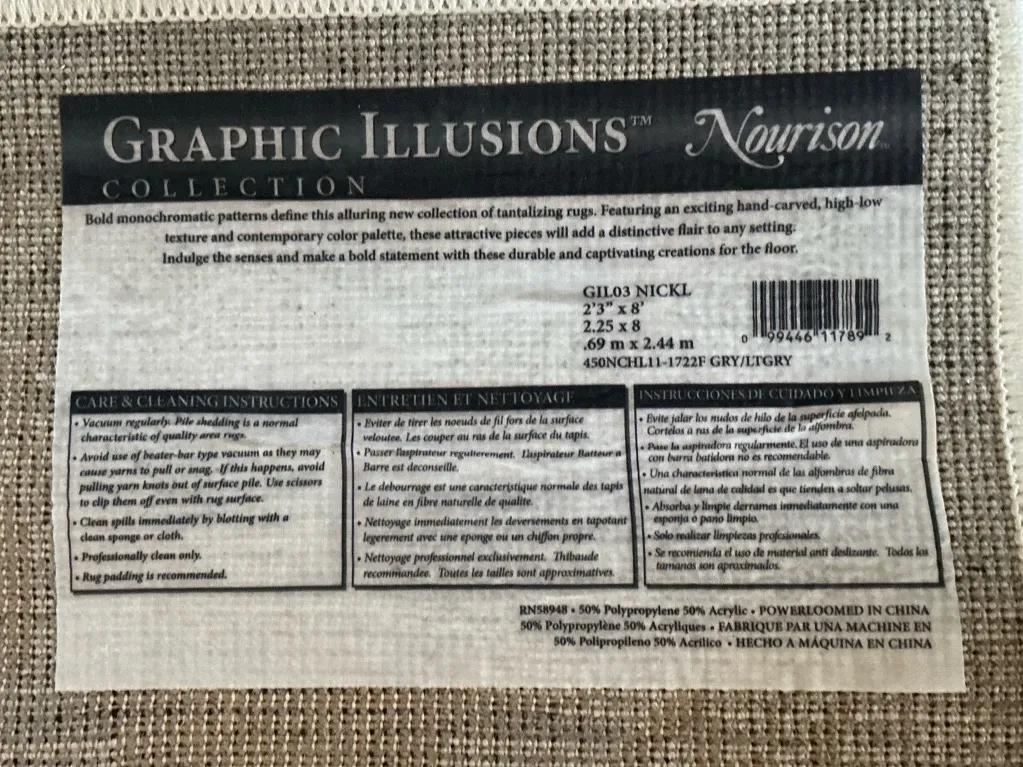 GRAPHIC ILLUSIONS™
COLLECTION
Nourison
Bold monochromatic patterns define this alluring new collection of tantalizing rugs. Featuring an exciting hand-carved, high-low
texture and contemporary color palette, these attractive pieces will add a distinctive flair to any setting.
Indulge the senses and make a bold statement with these durable and captivating creations for the floor.
GIL03 NICKL
2'3" x 8'
2.25 x 8
.69 m x 2.44 m
450NCHL11-1722F GRY/LTGRY
0 99446 11789 2
CARE & CLEANING INSTRUCTIONS
• Vacuum regularly. Pile shedding is a normal
characteristic of quality area rugs.
• Avoid use of beater-bar type vacuum as they may
cause yarns to pull or snag. If this happens, avoid
pulling yarn knots out of surface pile. Use scissors
to clip them off even with rug surface.
• Clean spills immediately by blotting with a
clean sponge or cloth.
• Professionally clean only.
• Rug padding is recommended.
ENTRETIEN ET NETTOYAGE
• Eviter de tirer les noeuds de fil fors de la surface
veloutee. Les couper au ras de la surface du tapis.
• Passer l'aspirateur regulierement. L'aspirateur Batteur a
Barre est deconseille.
• Le debourrage est une caractéristique normale des tapis
de laine en fibre naturelle de qualite.
• Nettoyage immediatement les deversements en tapotant
legerement avec une eponge ou un chiffon propre.
• Nettoyage professionnel exclusivement. Thibaude
recommandee. Toutes les tailles sont approximatives.
INSTRUCCIONES DE CUIDADO Y LIMPIEZA
• Evite jalar los nudos de hilo de la superficie afelpada.
Cortelos a ras de la superficie de la alfombra.
• Pase la aspiradora regularmente. El uso de una aspiradora
con barra batidora no es recomendable.
• Una characteristica normal de las alfombras de fibra
natural de lana de calidad es que tienden a soltar pelusas.
• Absorba y limpie derrames inmediatamente con una
esponja o pano limpio.
• Solo realizar limpiezas profesionales.
• Se recomienda el uso de material anti deslizante. Todos los
tamanos son aproximados.
RN58948 • 50% Polypropylene 50% Acrylic • POWERLOOMED IN CHINA
50% Polypropylène 50% Acryliques • FABRIQUE PAR UNA MACHINE EN
50% Polipropileno 50% Acrilico • HECHO A MÁQUINA EN CHINA